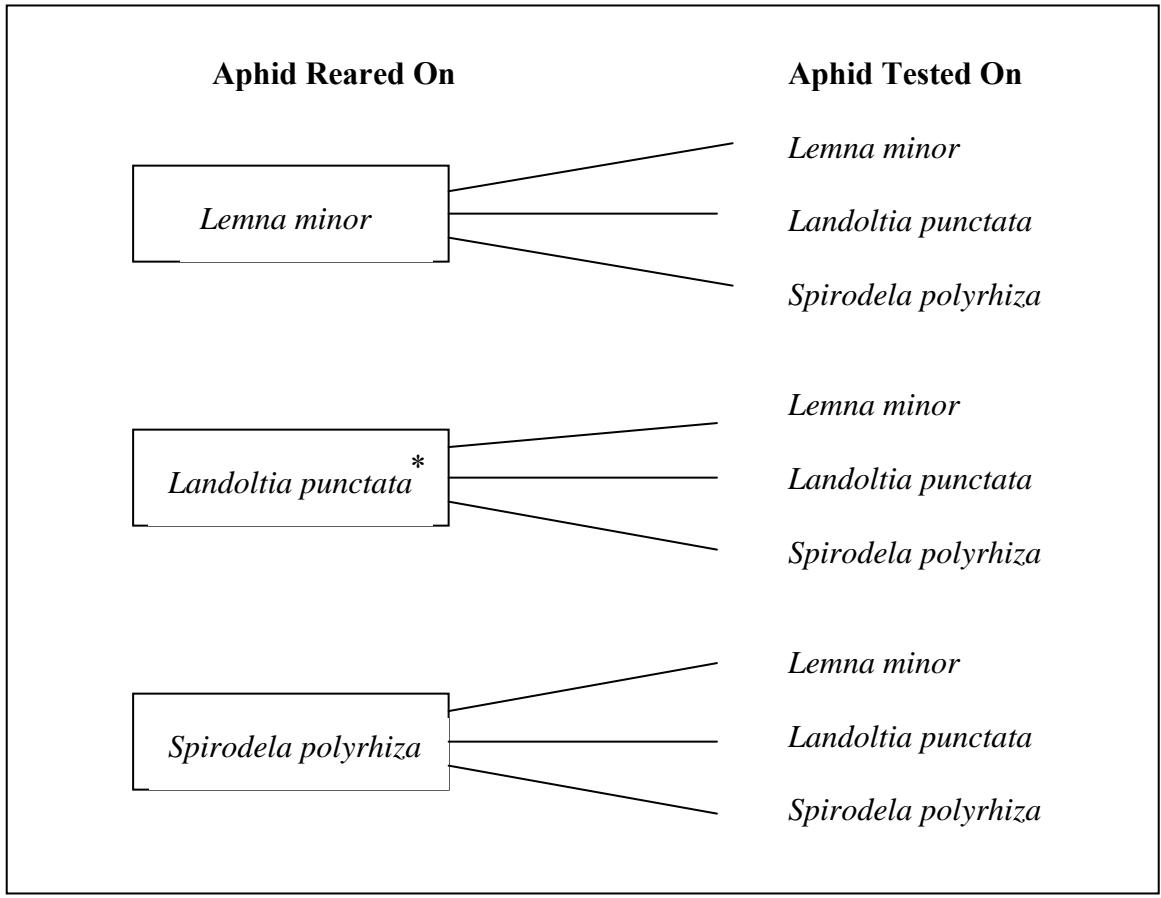 Aphid Reared On
Aphid Tested On
Lemna minor
Lemna minor
Landoltia punctata
Spirodela polyrhiza
Landoltia punctata*
Lemna minor
Landoltia punctata
Spirodela polyrhiza
Spirodela polyrhiza
Lemna minor
Landoltia punctata
Spirodela polyrhiza